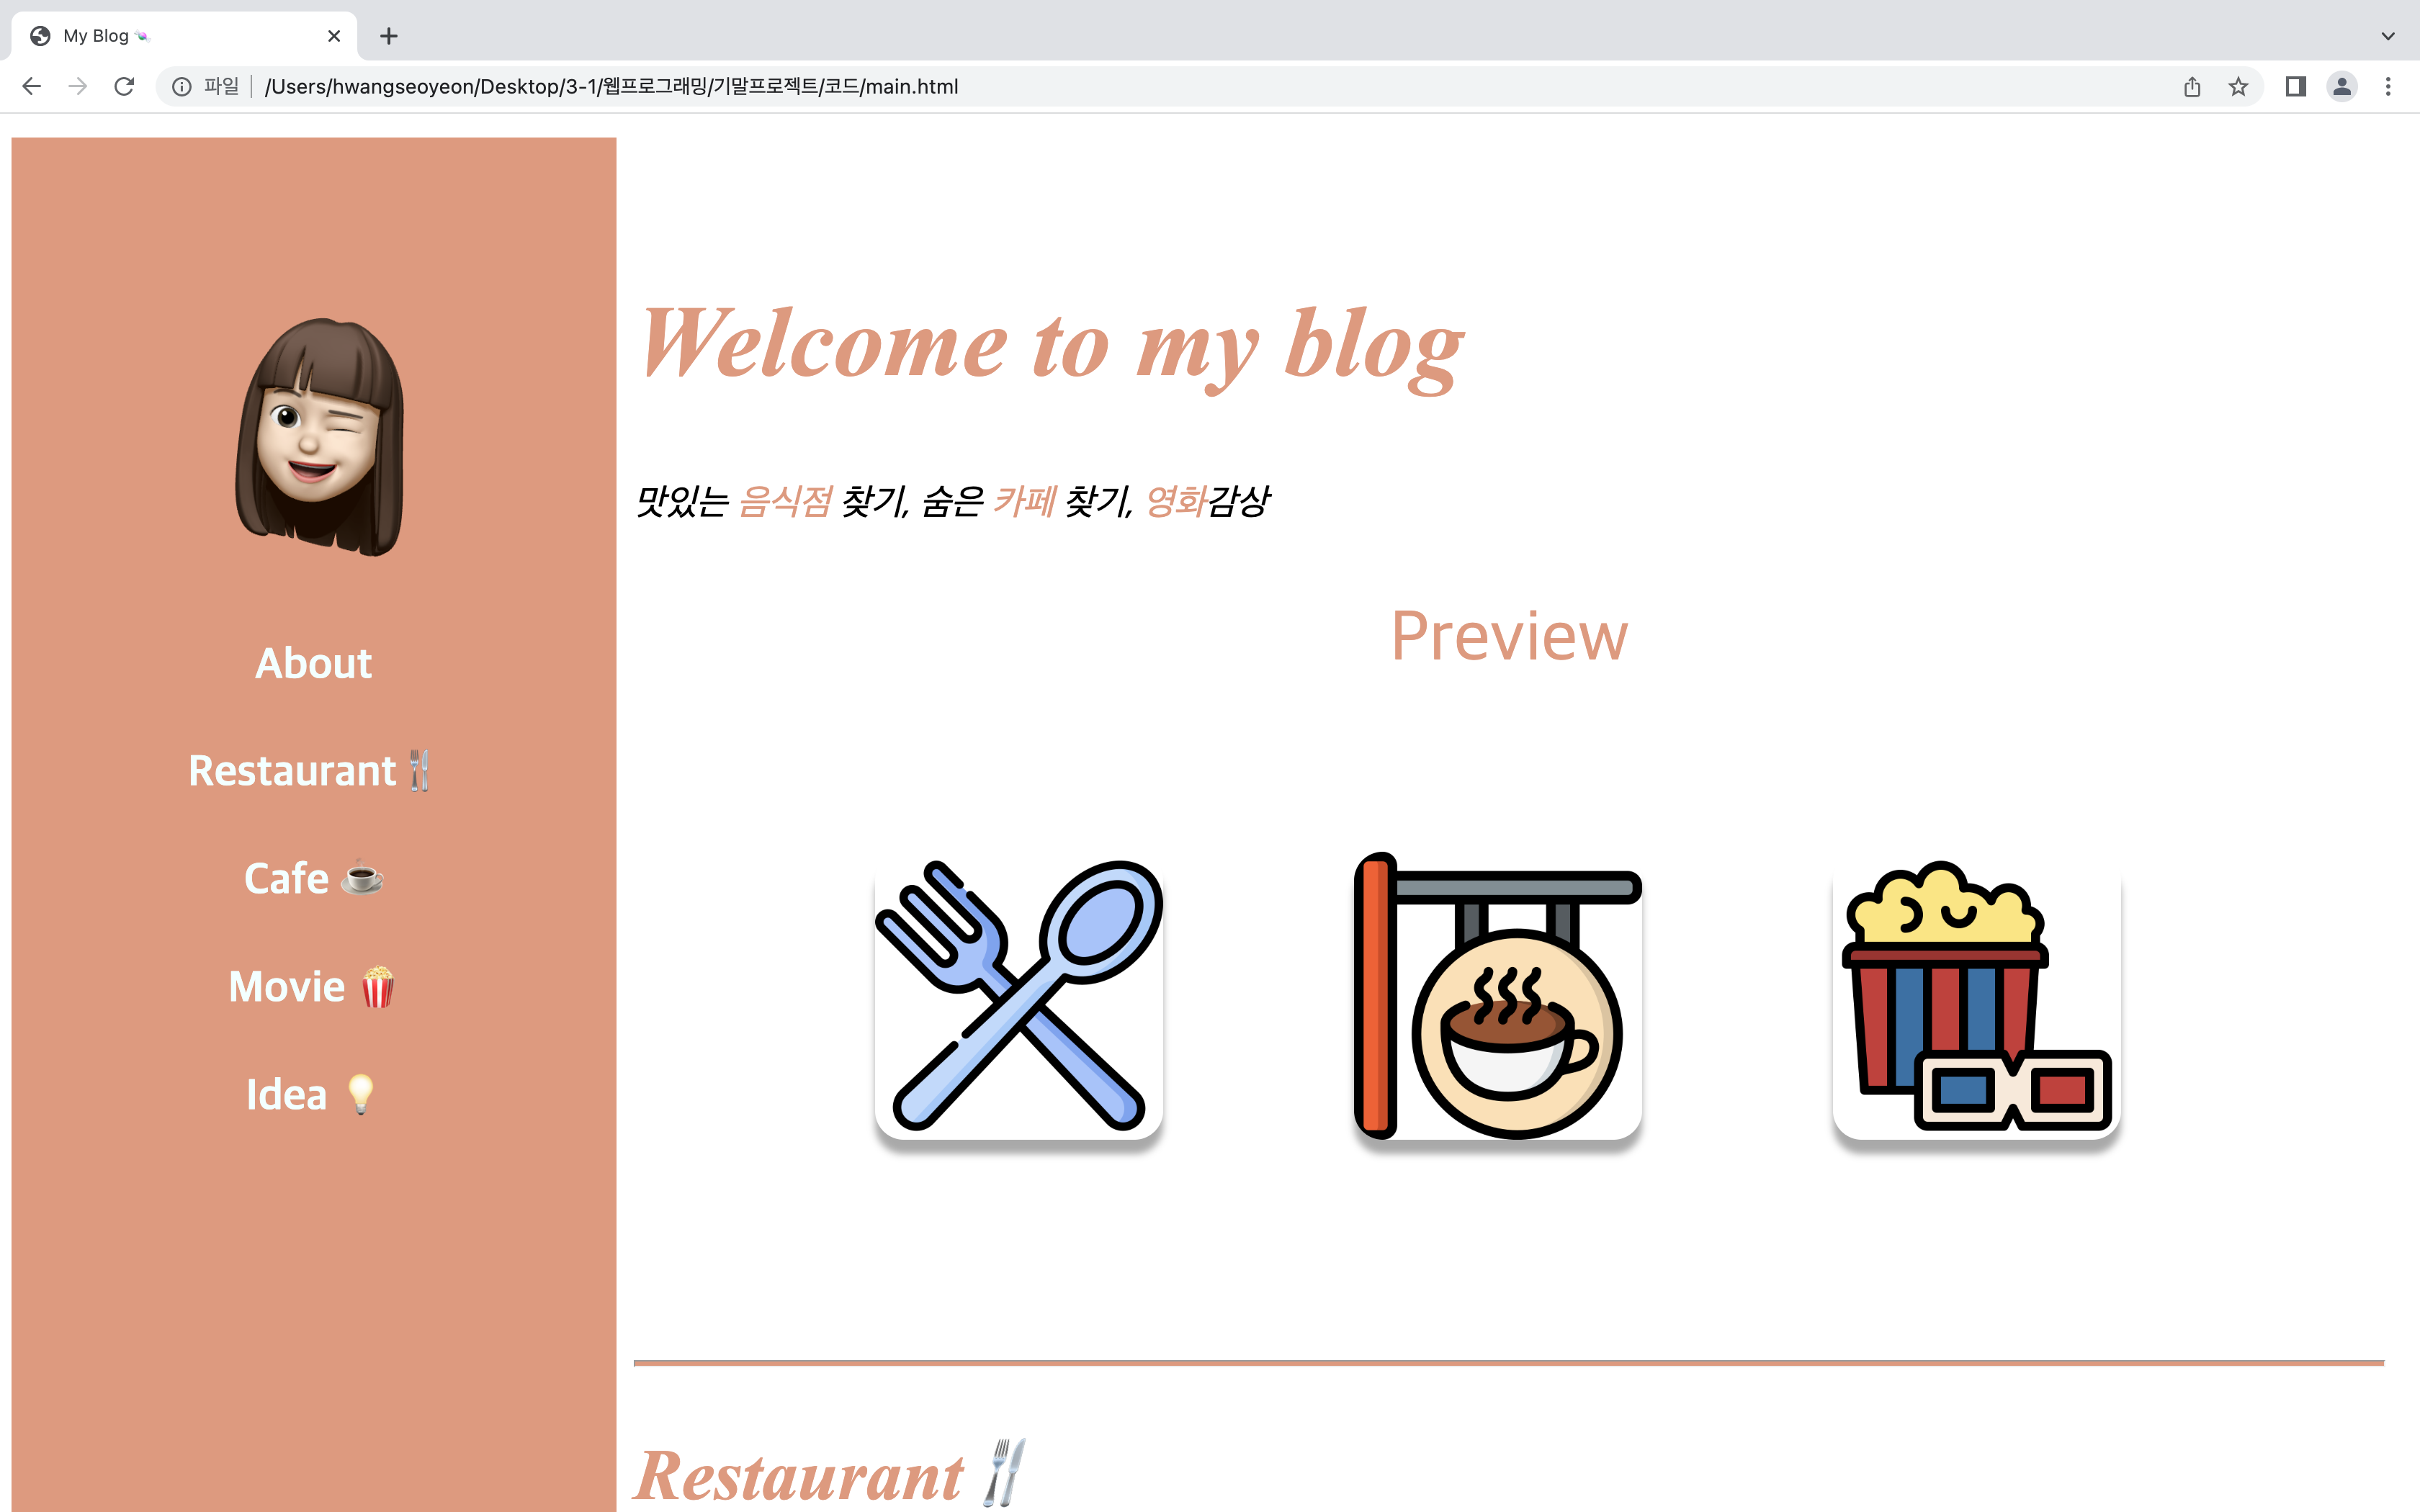 My Blog 🍬
파일 /Users/hwangseoyeon/Desktop/3-1/웹프로그래밍/기말프로젝트/코드/main.html
About
Restaurant🍴
Cafe ☕
Movie 🍿
Idea 💡
Welcome to my blog
맛있는 음식점 찾기, 숨은 카페 찾기, 영화감상
Preview
Restaurant🍴